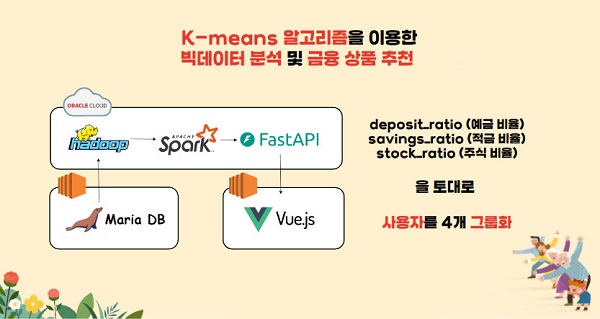 K-means 알고리즘을 이용한
빅데이터 분석 및 금융 상품 추천
ORACLE CLOUD
hadoop
APACHE
Spark
FastAPI
Maria DB
Vue.js
deposit_ratio (예금 비율)
savings_ratio (적금 비율)
stock_ratio (주식 비율)
을 토대로
사용자를 4개 그룹화